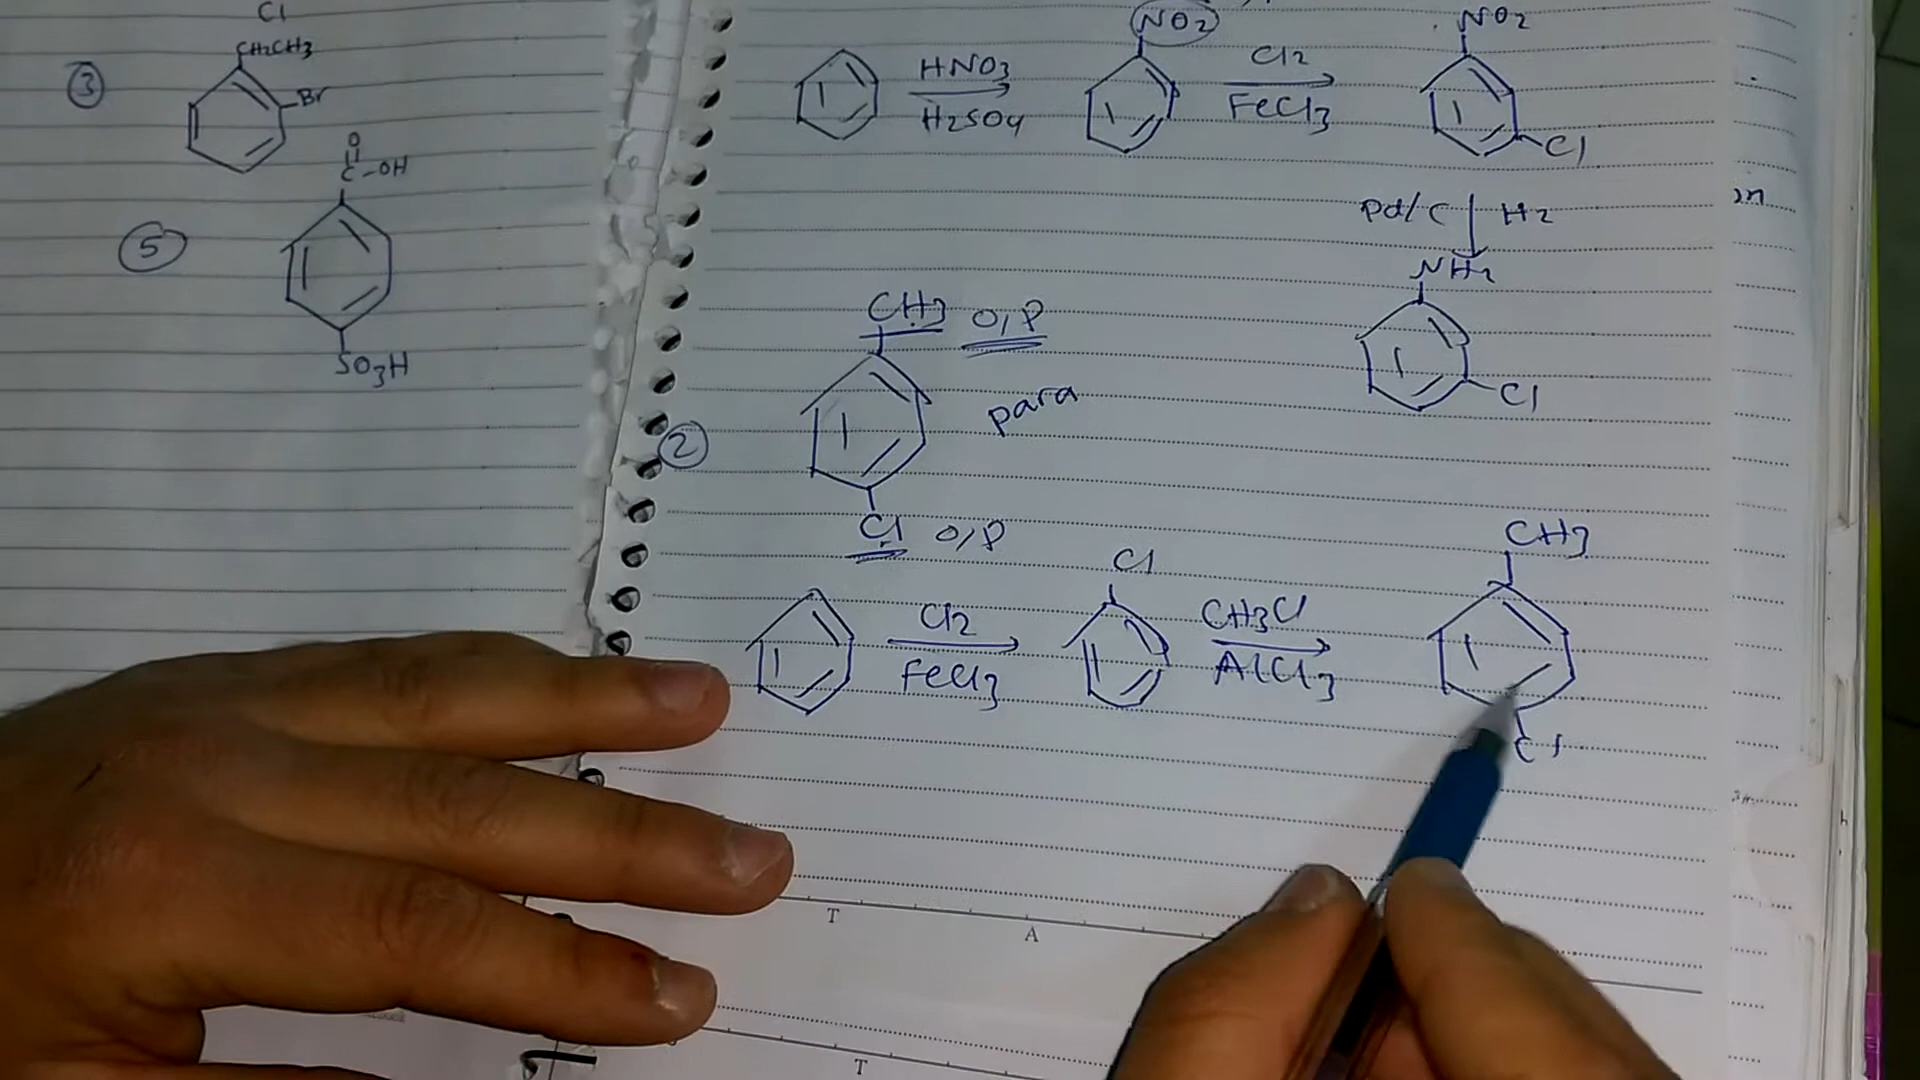 Cl
CH2CH3
3
Br
O
C-OH
5
SO3H
NO2
NO2
HNO3
H2SO4
Cl2
FeCl3
Cl
Pd/C H2
NH2
Cl
CH3 O,P
para
2
Cl O,P
Cl2
FeCl3
Cl
CH3Cl
AlCl3
CH3
Cl
T
A
T